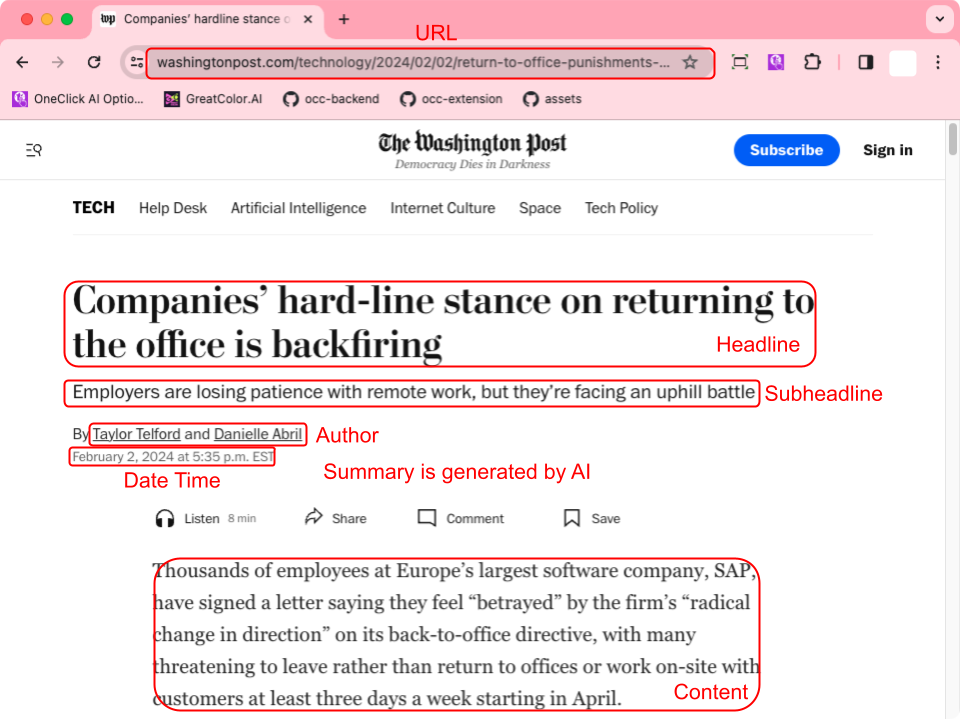 Companies' hardline stance o
URL
washingtonpost.com/technology/2024/02/02/return-to-office-punishments-...
OneClick AI Optio...
GreatColor.AI
occ-backend
occ-extension
assets
The Washington Post
Democracy Dies in Darkness
Subscribe
Sign in
TECH
Help Desk
Artificial Intelligence
Internet Culture
Space
Tech Policy
Companies’ hard-line stance on returning to
the office is backfiring
Headline
Employers are losing patience with remote work, but they’re facing an uphill battle
Subheadline
By Taylor Telford and Danielle Abril
Author
February 2, 2024 at 5:35 p.m. EST
Date Time
Summary is generated by AI
Listen 8 min
Share
Comment
Save
Thousands of employees at Europe’s largest software company, SAP,
have signed a letter saying they feel “betrayed” by the firm’s “radical
change in direction” on its back-to-office directive, with many
threatening to leave rather than return to offices or work on-site with
customers at least three days a week starting in April.
Content